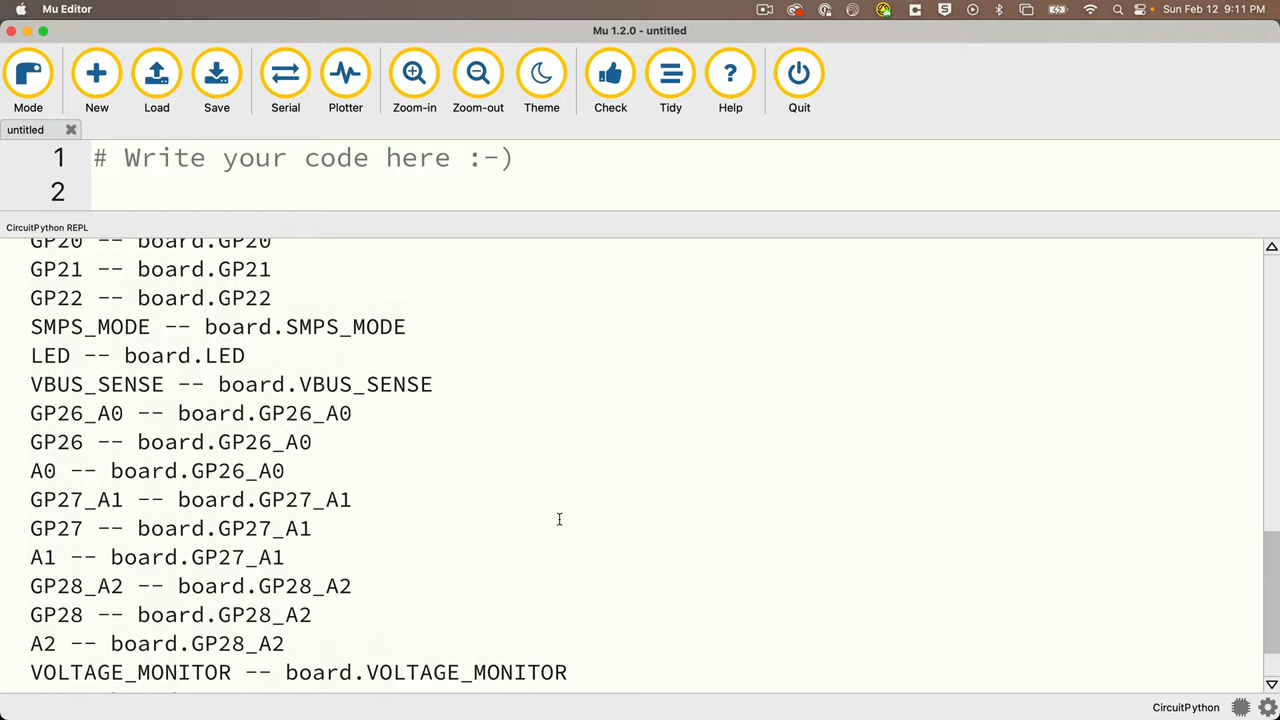 Mu Editor
Sun Feb 12 9:11 PM
Mu 1.2.0 - untitled
Mode New Load Save Serial Plotter Zoom-in Zoom-out Theme Check Tidy Help Quit
untitled
1 # Write your code here :-)
2
CircuitPython REPL
GP20 -- board.GP20
GP21 -- board.GP21
GP22 -- board.GP22
SMPS_MODE -- board.SMPS_MODE
LED -- board.LED
VBUS_SENSE -- board.VBUS_SENSE
GP26_A0 -- board.GP26_A0
GP26 -- board.GP26_A0
A0 -- board.GP26_A0
GP27_A1 -- board.GP27_A1
GP27 -- board.GP27_A1
A1 -- board.GP27_A1
GP28_A2 -- board.GP28_A2
GP28 -- board.GP28_A2
A2 -- board.GP28_A2
VOLTAGE_MONITOR -- board.VOLTAGE_MONITOR
CircuitPython